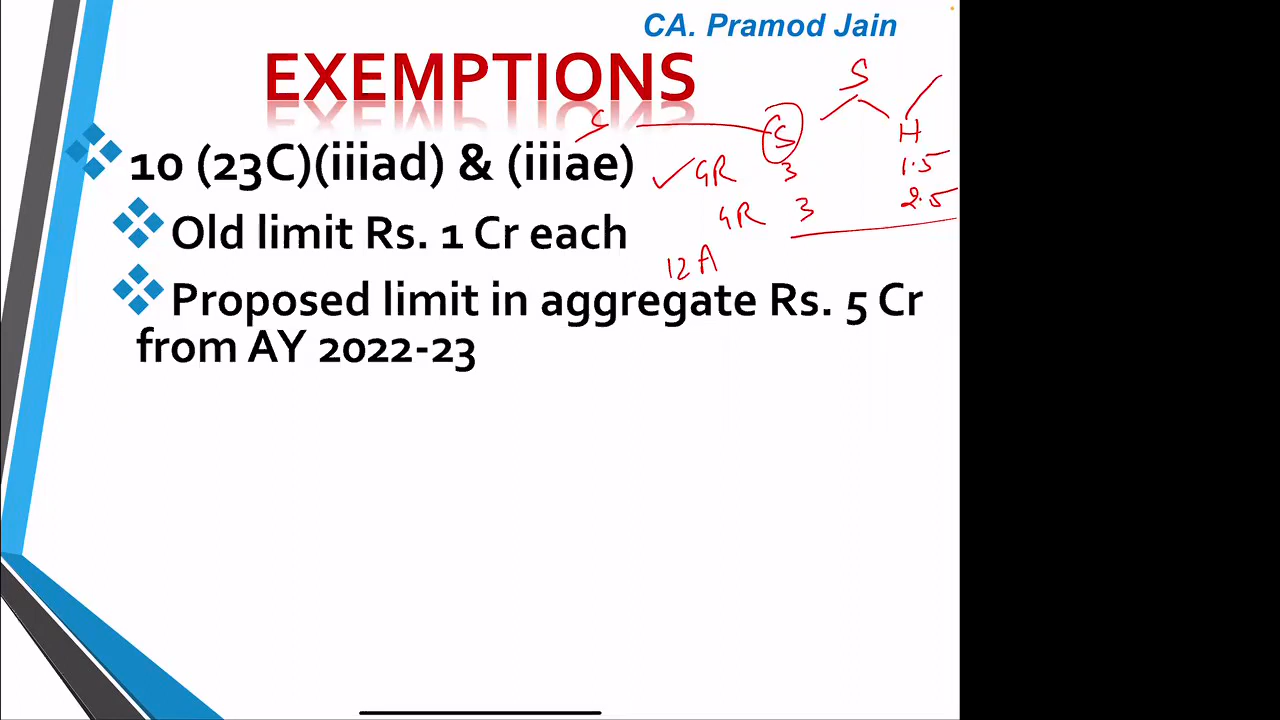 CA. Pramod Jain
EXEMPTIONS
S
S
S
H
10 (23C)(iiiad) & (iiiae)
GR 3
1.5
GR 3
2.5
Old limit Rs. 1 Cr each
12A
Proposed limit in aggregate Rs. 5 Cr
from AY 2022-23